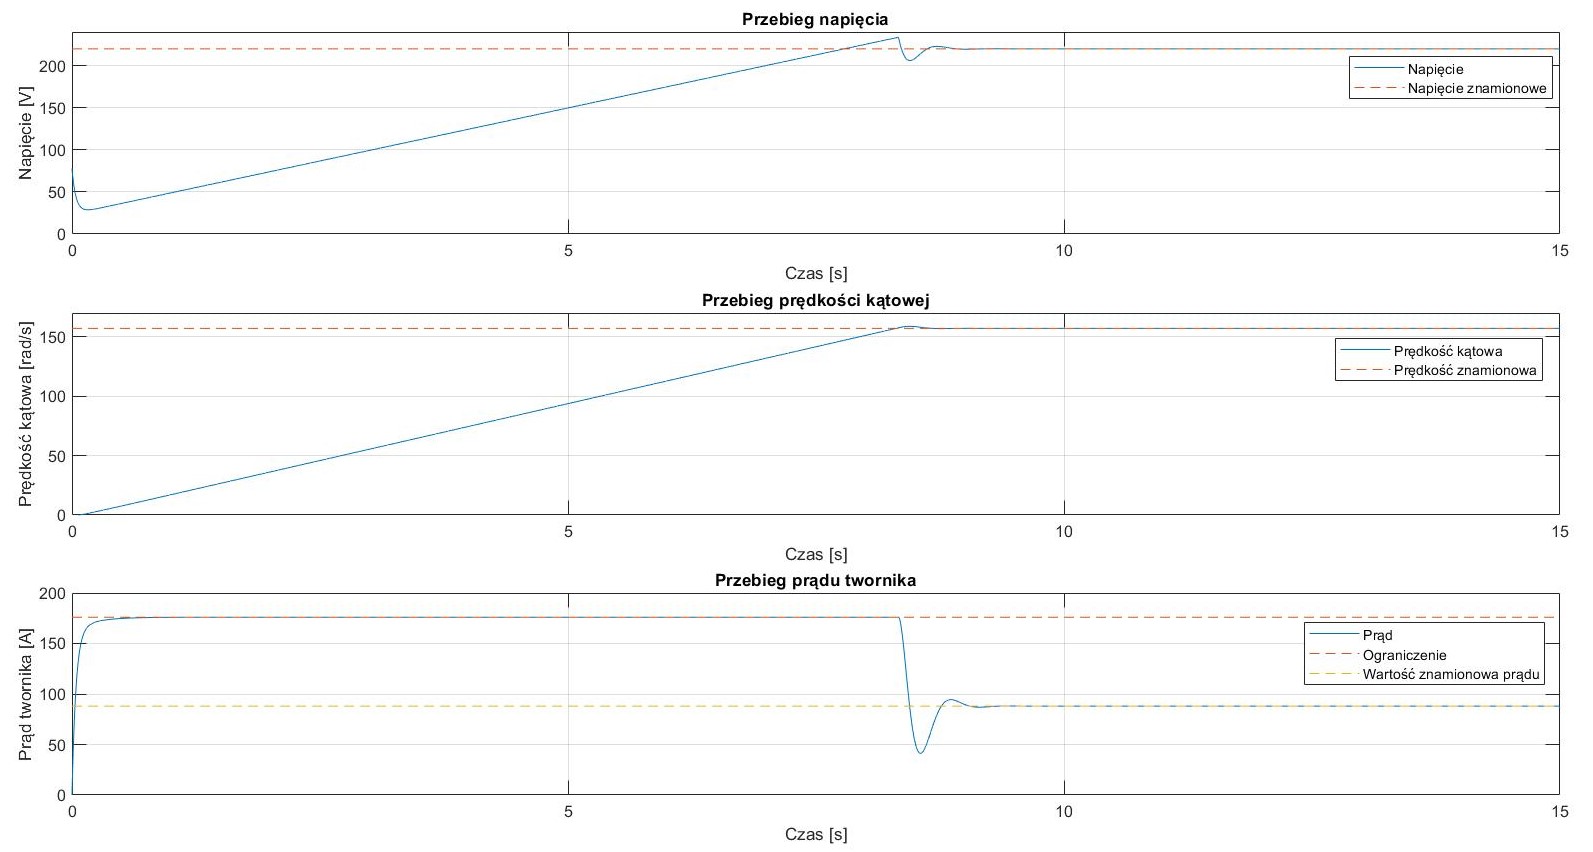 Przebieg napięcia
Napięcie [V]
200
150
100
50
0
Napięcie
Napięcie znamionowe
0 5 10 15
Czas [s]
Przebieg prędkości kątowej
Prędkość kątowa [rad/s]
150
100
50
0
Prędkość kątowa
Prędkość znamionowa
0 5 10 15
Czas [s]
Przebieg prądu twornika
Prąd twornika [A]
200
150
100
50
0
Prąd
Ograniczenie
Wartość znamionowa prądu
0 5 10 15
Czas [s]